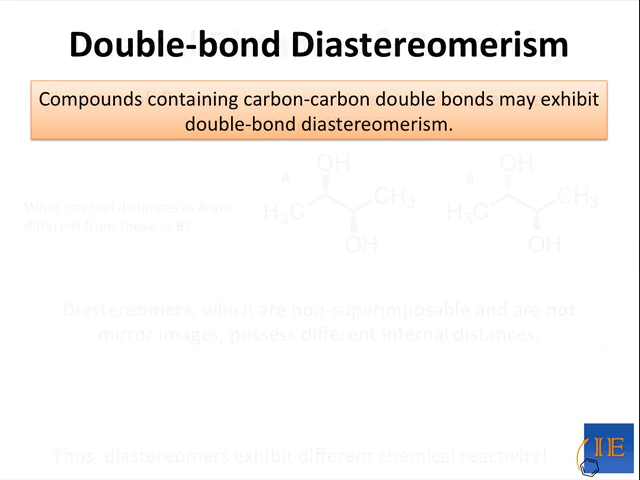 Double-bond Diastereomerism
Compounds containing carbon-carbon double bonds may exhibit
double-bond diastereomerism.
OH
OH
A
B
CH3
CH3
What internal distances in A are
different from those in B?
H3C
H3C
OH
OH
Diastereomers, which are non-superimposable and are not
mirror images, possess different internal distances.
Thus, diastereomers exhibit different chemical reactivity!
IE